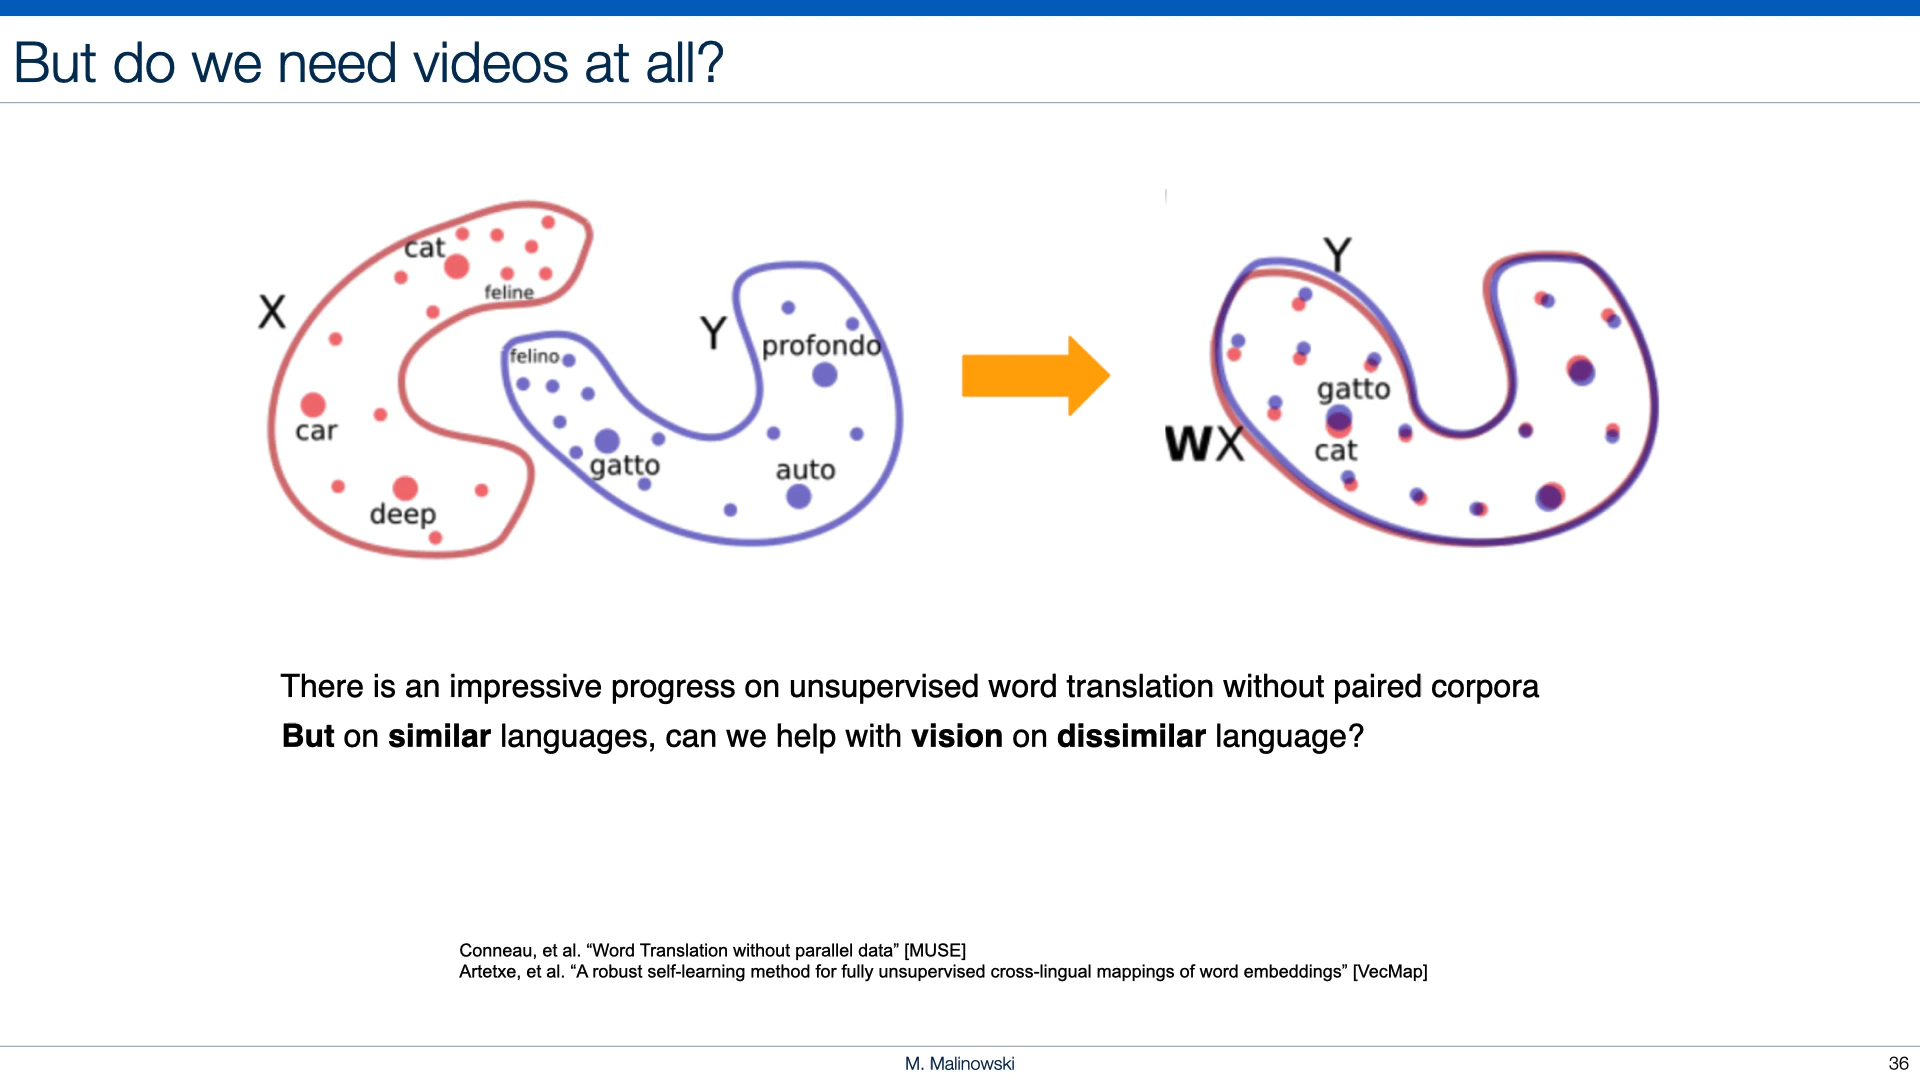 But do we need videos at all?
X
cat
feline
car
deep
Y
felino
profondo
gatto
auto
Y
WX
gatto
cat
There is an impressive progress on unsupervised word translation without paired corpora
But on similar languages, can we help with vision on dissimilar language?
Conneau, et al. “Word Translation without parallel data” [MUSE]
Artetxe, et al. “A robust self-learning method for fully unsupervised cross-lingual mappings of word embeddings” [VecMap]
M. Malinowski
36